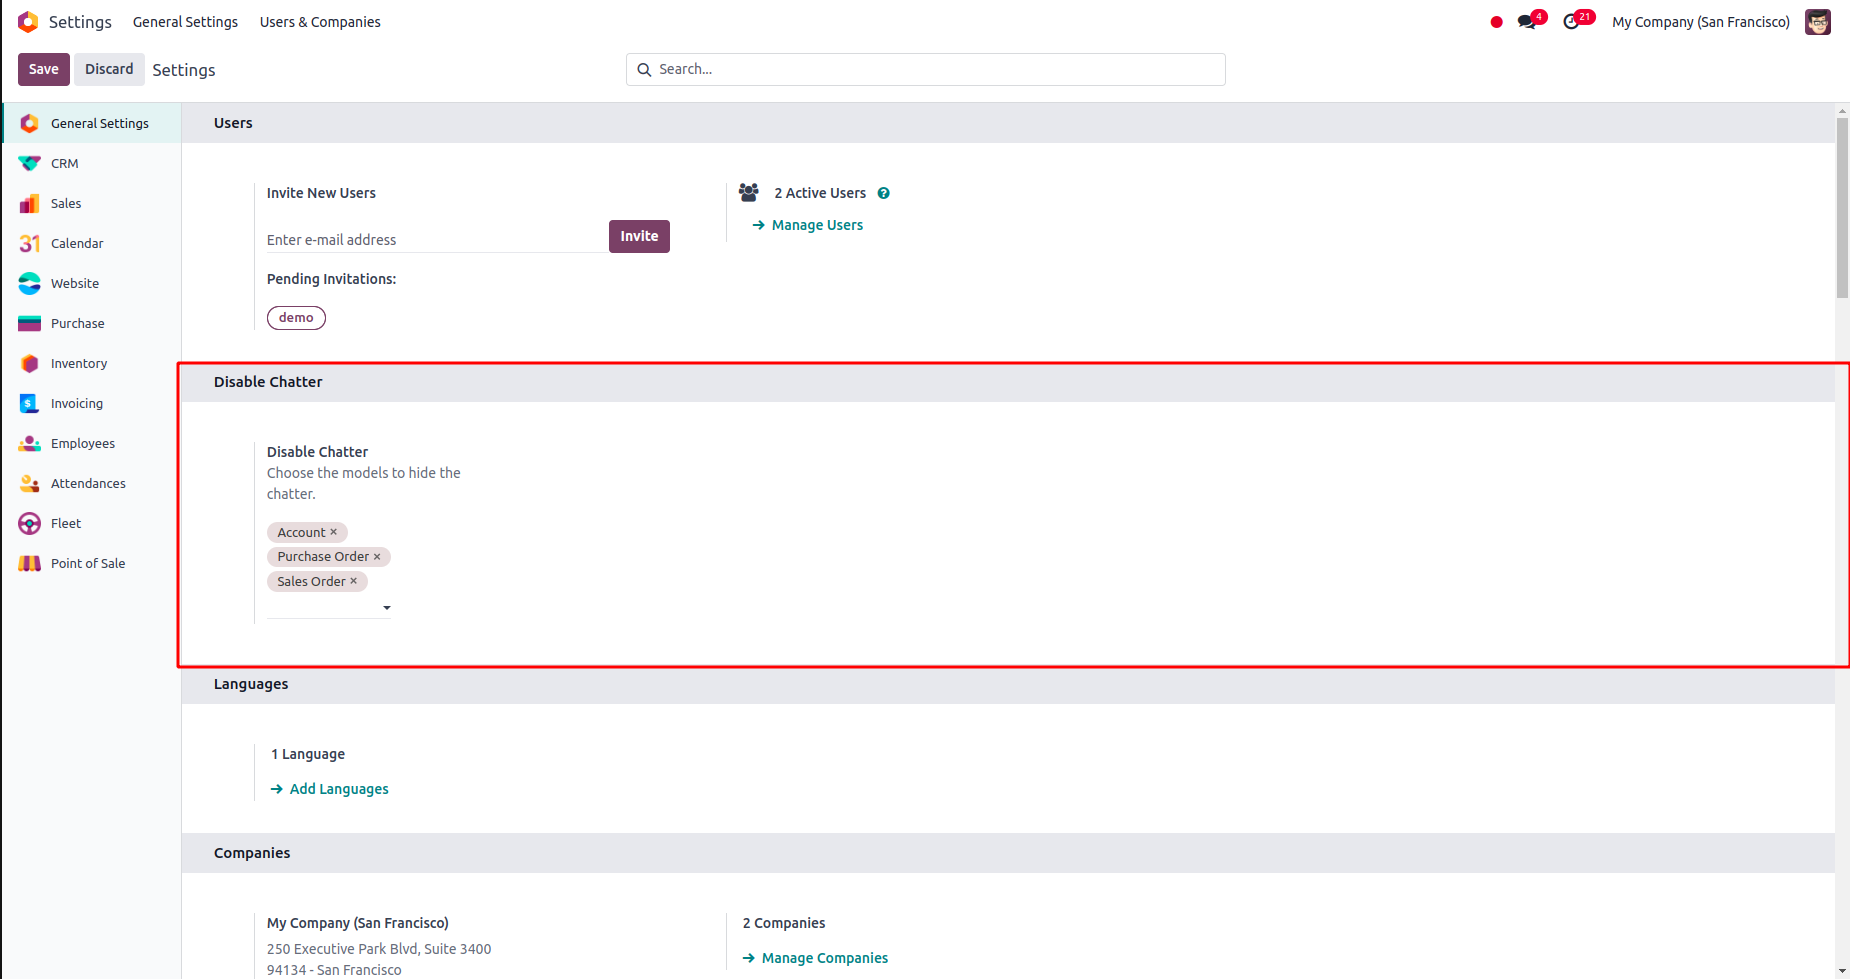 Settings General Settings Users & Companies 4 21 My Company (San Francisco)
Save Discard Settings Search...
General Settings
CRM
Sales
31 Calendar
Website
Purchase
Inventory
$ Invoicing
Employees
Attendances
Fleet
Point of Sale
Users
Invite New Users
Enter e-mail address Invite
Pending Invitations:
demo
2 Active Users ?
→ Manage Users
Disable Chatter
Disable Chatter
Choose the models to hide the
chatter.
Account ×
Purchase Order ×
Sales Order ×
Languages
1 Language
→ Add Languages
Companies
My Company (San Francisco)
250 Executive Park Blvd, Suite 3400
94134 - San Francisco
2 Companies
→ Manage Companies